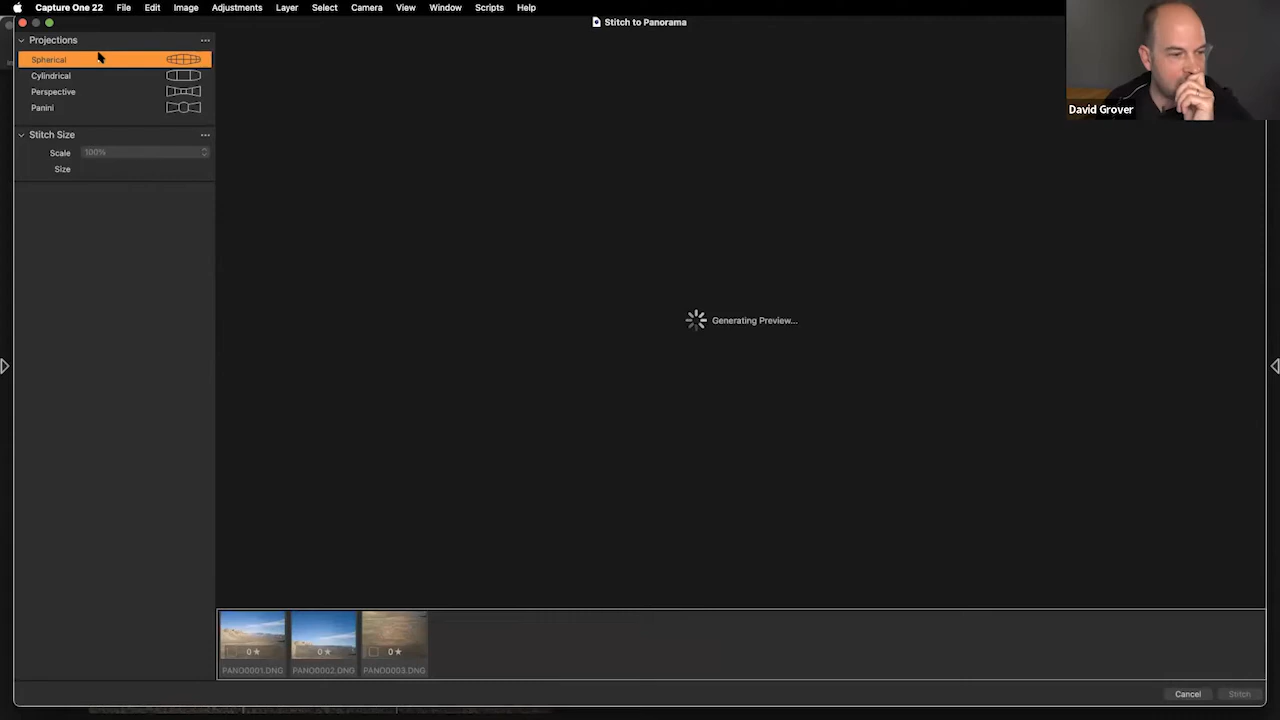 Capture One 22 File Edit Image Adjustments Layer Select Camera View Window Scripts Help
Stitch to Panorama
Projections
Spherical
Cylindrical
Perspective
Panini
Stitch Size
Scale 100%
Size
David Grover
Generating Preview...
0★ 0★ 0★
PANO0001.DNG PANO0002.DNG PANO0003.DNG
Cancel Stitch